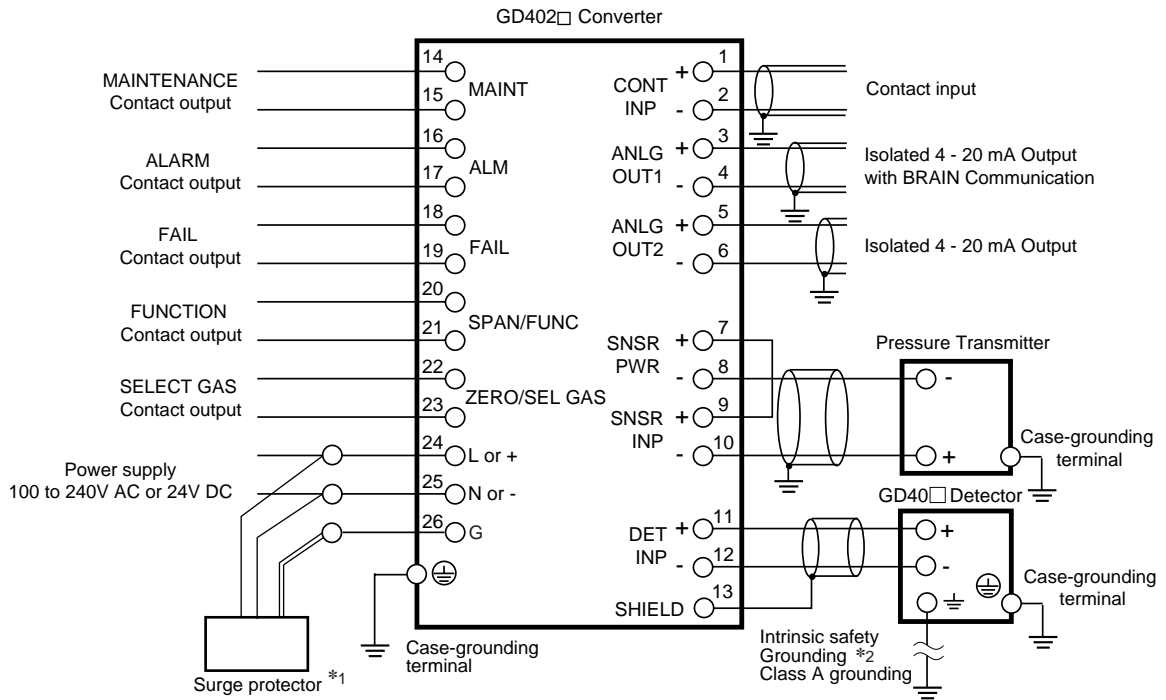 GD402□ Converter
MAINTENANCE
Contact output
14
15
MAINT
ALARM
Contact output
16
17
ALM
FAIL
Contact output
18
19
FAIL
FUNCTION
Contact output
20
21
SPAN/FUNC
SELECT GAS
Contact output
22
23
ZERO/SEL GAS
Power supply
100 to 240V AC or 24V DC
24
L or +
25
N or -
26
G
Case-grounding
terminal
Surge protector *1
CONT
INP
+ 1
- 2
Contact input
ANLG
OUT1
+ 3
- 4
Isolated 4 - 20 mA Output
with BRAIN Communication
ANLG
OUT2
+ 5
- 6
Isolated 4 - 20 mA Output
SNSR
PWR
+ 7
- 8
SNSR
INP
+ 9
- 10
Pressure Transmitter
-
+
Case-grounding
terminal
DET
INP
+ 11
- 12
SHIELD
13
GD40□ Detector
+
-
Case-grounding
terminal
Intrinsic safety
Grounding *2
Class A grounding